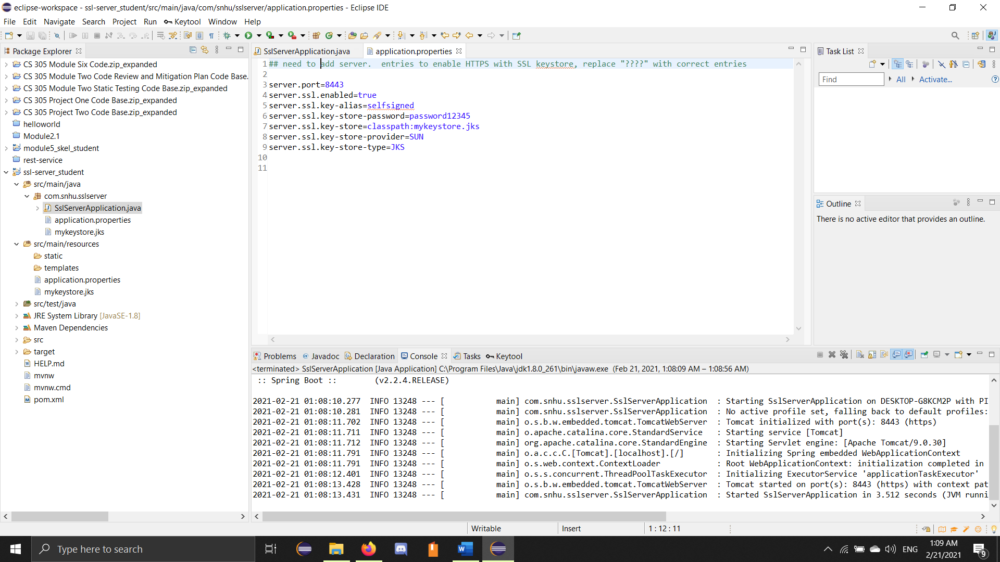 eclipse-workspace - ssl-server_student/src/main/java/com/snhu/sslserver/application.properties - Eclipse IDE
File Edit Navigate Search Project Run Keytool Window Help
Package Explorer
CS 305 Module Six Code.zip_expanded
CS 305 Module Two Code Review and Mitigation Plan Code Base.
CS 305 Module Two Static Testing Code Base.zip_expanded
CS 305 Project One Code Base.zip_expanded
CS 305 Project Two Code Base.zip_expanded
helloworld
Module2.1
module5_skel_student
rest-service
ssl-server_student
src/main/java
com.snhu.sslserver
SslServerApplication.java
application.properties
mykeystore.jks
src/main/resources
static
templates
application.properties
mykeystore.jks
src/test/java
JRE System Library [JavaSE-1.8]
Maven Dependencies
src
target
HELP.md
mvnw
mvnw.cmd
pom.xml
SslServerApplication.java application.properties
1 ## need to add server.  entries to enable HTTPS with SSL keystore, replace "????" with correct entries
2
3 server.port=8443
4 server.ssl.enabled=true
5 server.ssl.key-alias=selfsigned
6 server.ssl.key-store-password=password12345
7 server.ssl.key-store=classpath:mykeystore.jks
8 server.ssl.key-store-provider=SUN
9 server.ssl.key-store-type=JKS
10
11
Task List
Find All Activate...
Outline
There is no active editor that provides an outline.
Problems @ Javadoc Declaration Console Tasks Keytool
<terminated> SslServerApplication [Java Application] C:\Program Files\Java\jdk1.8.0_261\bin\javaw.exe (Feb 21, 2021, 1:08:09 AM – 1:08:56 AM)
:: Spring Boot ::        (v2.2.4.RELEASE)
2021-02-21 01:08:10.277  INFO 13248 --- [           main] com.snhu.sslserver.SslServerApplication  : Starting SslServerApplication on DESKTOP-G8KCM2P with PI
2021-02-21 01:08:10.281  INFO 13248 --- [           main] com.snhu.sslserver.SslServerApplication  : No active profile set, falling back to default profiles:
2021-02-21 01:08:11.702  INFO 13248 --- [           main] o.s.b.w.embedded.tomcat.TomcatWebServer  : Tomcat initialized with port(s): 8443 (https)
2021-02-21 01:08:11.711  INFO 13248 --- [           main] o.apache.catalina.core.StandardService   : Starting service [Tomcat]
2021-02-21 01:08:11.712  INFO 13248 --- [           main] org.apache.catalina.core.StandardEngine  : Starting Servlet engine: [Apache Tomcat/9.0.30]
2021-02-21 01:08:11.791  INFO 13248 --- [           main] o.a.c.c.C.[Tomcat].[localhost].[/]       : Initializing Spring embedded WebApplicationContext
2021-02-21 01:08:11.791  INFO 13248 --- [           main] o.s.web.context.ContextLoader            : Root WebApplicationContext: initialization completed in
2021-02-21 01:08:12.401  INFO 13248 --- [           main] o.s.s.concurrent.ThreadPoolTaskExecutor  : Initializing ExecutorService 'applicationTaskExecutor'
2021-02-21 01:08:13.428  INFO 13248 --- [           main] o.s.b.w.embedded.tomcat.TomcatWebServer  : Tomcat started on port(s): 8443 (https) with context pat
2021-02-21 01:08:13.431  INFO 13248 --- [           main] com.snhu.sslserver.SslServerApplication  : Started SslServerApplication in 3.512 seconds (JVM runni
Writable Insert 1 : 12 : 11
Type here to search
ENG
1:09 AM
2/21/2021
9